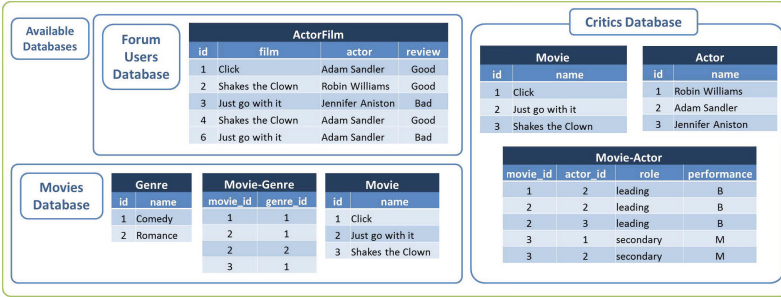 Available
Databases
Forum
Users
Database
ActorFilm
id film actor review
1 Click Adam Sandler Good
2 Shakes the Clown Robin Williams Good
3 Just go with it Jennifer Aniston Bad
4 Shakes the Clown Adam Sandler Good
6 Just go with it Adam Sandler Bad
Movies
Database
Genre
id name
1 Comedy
2 Romance
Movie-Genre
movie_id genre_id
1 1
2 1
2 2
3 1
Movie
id name
1 Click
2 Just go with it
3 Shakes the Clown
Critics Database
Movie
id name
1 Click
2 Just go with it
3 Shakes the Clown
Actor
id name
1 Robin Williams
2 Adam Sandler
3 Jennifer Aniston
Movie-Actor
movie_id actor_id role performance
1 2 leading B
2 2 leading B
2 3 leading B
3 1 secondary M
3 2 secondary M